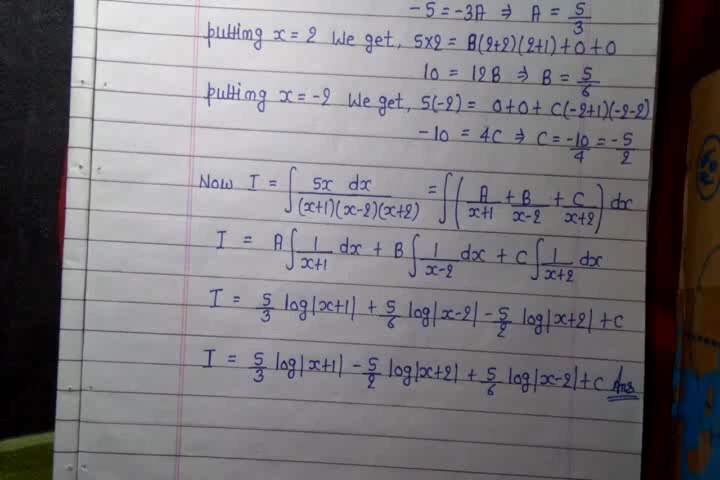 -5 = -3A ⇒ A = 5/3
putting x = 2 We get, 5×2 = B(2+2)(2+1)+0+0
10 = 12B ⇒ B = 5/6
putting x = -2 We get, 5(-2) = 0+0+ C(-2+1)(-2-2)
-10 = 4C ⇒ C = -10/4 = -5/2
Now I = ∫ 5x dx/((x+1)(x-2)(x+2)) = ∫(A/(x+1) + B/(x-2) + C/(x+2)) dx
I = A∫ 1/(x+1) dx + B∫ 1/(x-2) dx + C∫ 1/(x+2) dx
I = 5/3 log|x+1| + 5/6 log|x-2| - 5/2 log|x+2| + C
I = 5/3 log|x+1| - 5/2 log|x+2| + 5/6 log|x-2| + C Ans